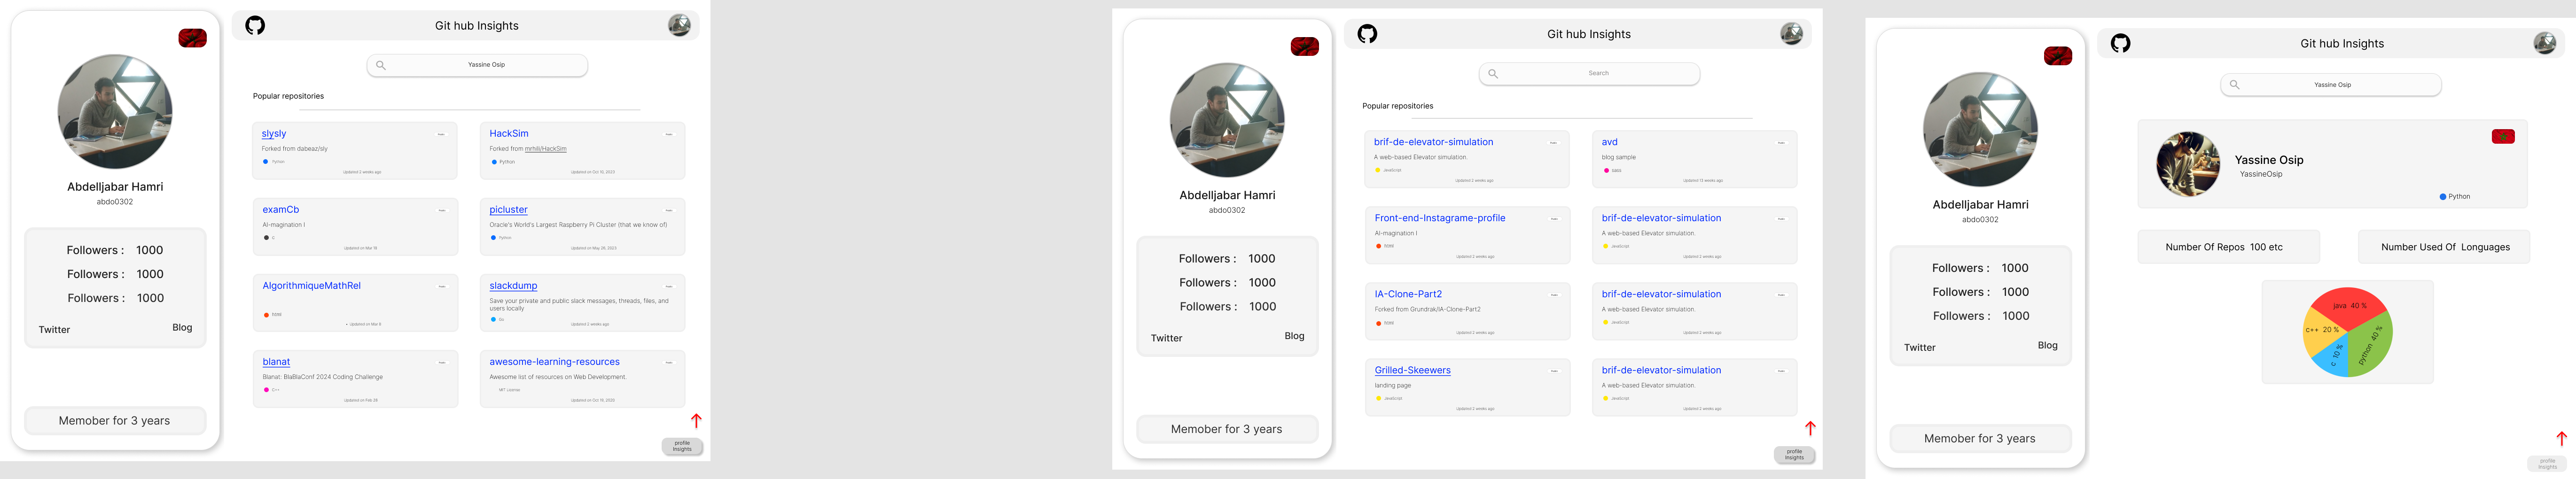 Git hub Insights
Yassine Osip
Abdelljabar Hamri
abdo0302
Followers : 1000
Followers : 1000
Followers : 1000
Twitter
Blog
Memober for 3 years
Popular repositories
slysly
Forked from dabeaz/sly
Python
Updated 2 weeks ago
HackSim
Forked from mrhili/HackSim
Python
Updated on Oct 10, 2023
examCb
AI-magination I
Updated on Mar 19
picluster
Oracle's World's Largest Raspberry Pi Cluster (that we know of)
Python
Updated on May 26, 2023
AlgorithmiqueMathRel
Updated on Mar 6
slackdump
Save your private and public slack messages, threads, files, and
users locally
Go
Updated 2 weeks ago
blanat
Blanat: BlaBlaConf 2024 Coding Challenge
C++
Updated on Feb 28
awesome-learning-resources
Awesome list of resources on Web Development.
MIT License
profile
Insights
Git hub Insights
Search
Abdelljabar Hamri
abdo0302
Followers : 1000
Followers : 1000
Followers : 1000
Twitter
Blog
Memober for 3 years
Popular repositories
brif-de-elevator-simulation
A web-based Elevator simulation.
JavaScript
Updated 2 weeks ago
avd
blog sample
Updated 13 weeks ago
Front-end-Instagrame-profile
AI-magination I
Updated 2 weeks ago
brif-de-elevator-simulation
A web-based Elevator simulation.
JavaScript
Updated 2 weeks ago
IA-Clone-Part2
Forked from Grundrak/IA-Clone-Part2
Updated 2 weeks ago
brif-de-elevator-simulation
A web-based Elevator simulation.
JavaScript
Updated 2 weeks ago
Grilled-Skeewers
landing page
JavaScript
Updated 2 weeks ago
brif-de-elevator-simulation
A web-based Elevator simulation.
JavaScript
Updated 2 weeks ago
profile
Insights
Git hub Insights
Yassine Osip
Abdelljabar Hamri
abdo0302
Followers : 1000
Followers : 1000
Followers : 1000
Twitter
Blog
Memober for 3 years
Yassine Osip
YassineOsip
Python
Number Of Repos 100 etc
Number Used Of Longuages
java 40 %
c++ 20 %
c 10 %
python 40 %
profile
Insights